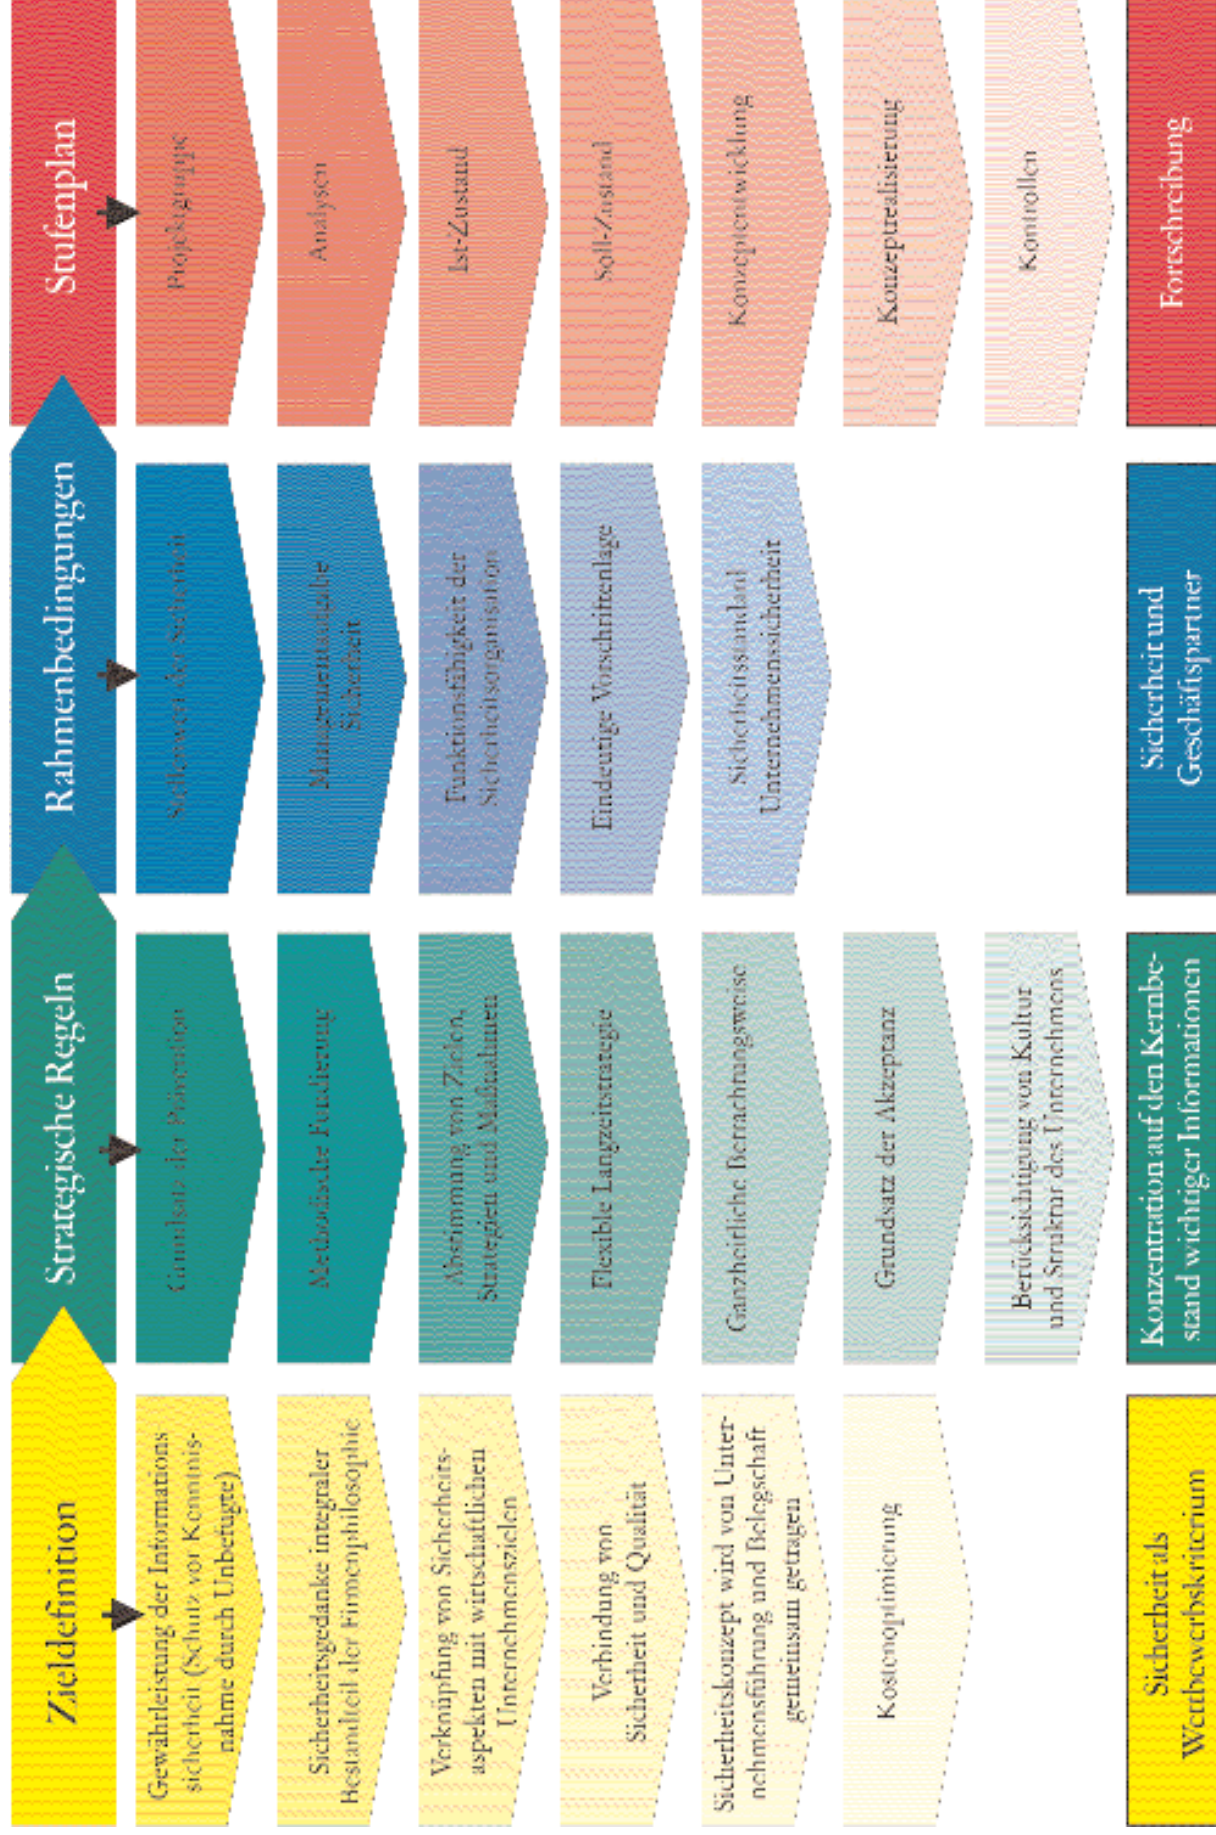 Zieldefinition
Gewährleistung der Informations
sicherheit (Schutz vor Kenntnis-
nahme durch Unbefugte)
Sicherheitsgedanke integraler
Bestandteil der Firmenphilosophie
Verknüpfung von Sicherheits-
aspekten mit wirtschaftlichen
Unternehmenszielen
Verbindung von
Sicherheit und Qualität
Sicherheitskonzept wird von Unter-
nehmensführung und Belegschaft
gemeinsam getragen
Kostenoptimierung
Sicherheit als
Wettbewerbskriterium
Strategische Regeln
Grundsatz der Prävention
Methodische Fundierung
Abstimmung von Zielen,
Strategien und Maßnahmen
Flexible Langzeitstrategie
Ganzheitliche Betrachtungsweise
Grundsatz der Akzeptanz
Berücksichtigung von Kultur
und Struktur des Unternehmens
Konzentration auf den Kernbe-
stand wichtiger Informationen
Rahmenbedingungen
Stellenwert der Sicherheit
Managementaufgabe
Sicherheit
Funktionsfähigkeit der
Sicherheitsorganisation
Eindeutige Vorschriftenlage
Sicherheitsstandard
Unternehmenssicherheit
Sicherheit und
Geschäftspartner
Stufenplan
Projektgruppe
Analysen
Ist-Zustand
Soll-Zustand
Konzeptentwicklung
Konzeptrealisierung
Kontrollen
Fortschreibung